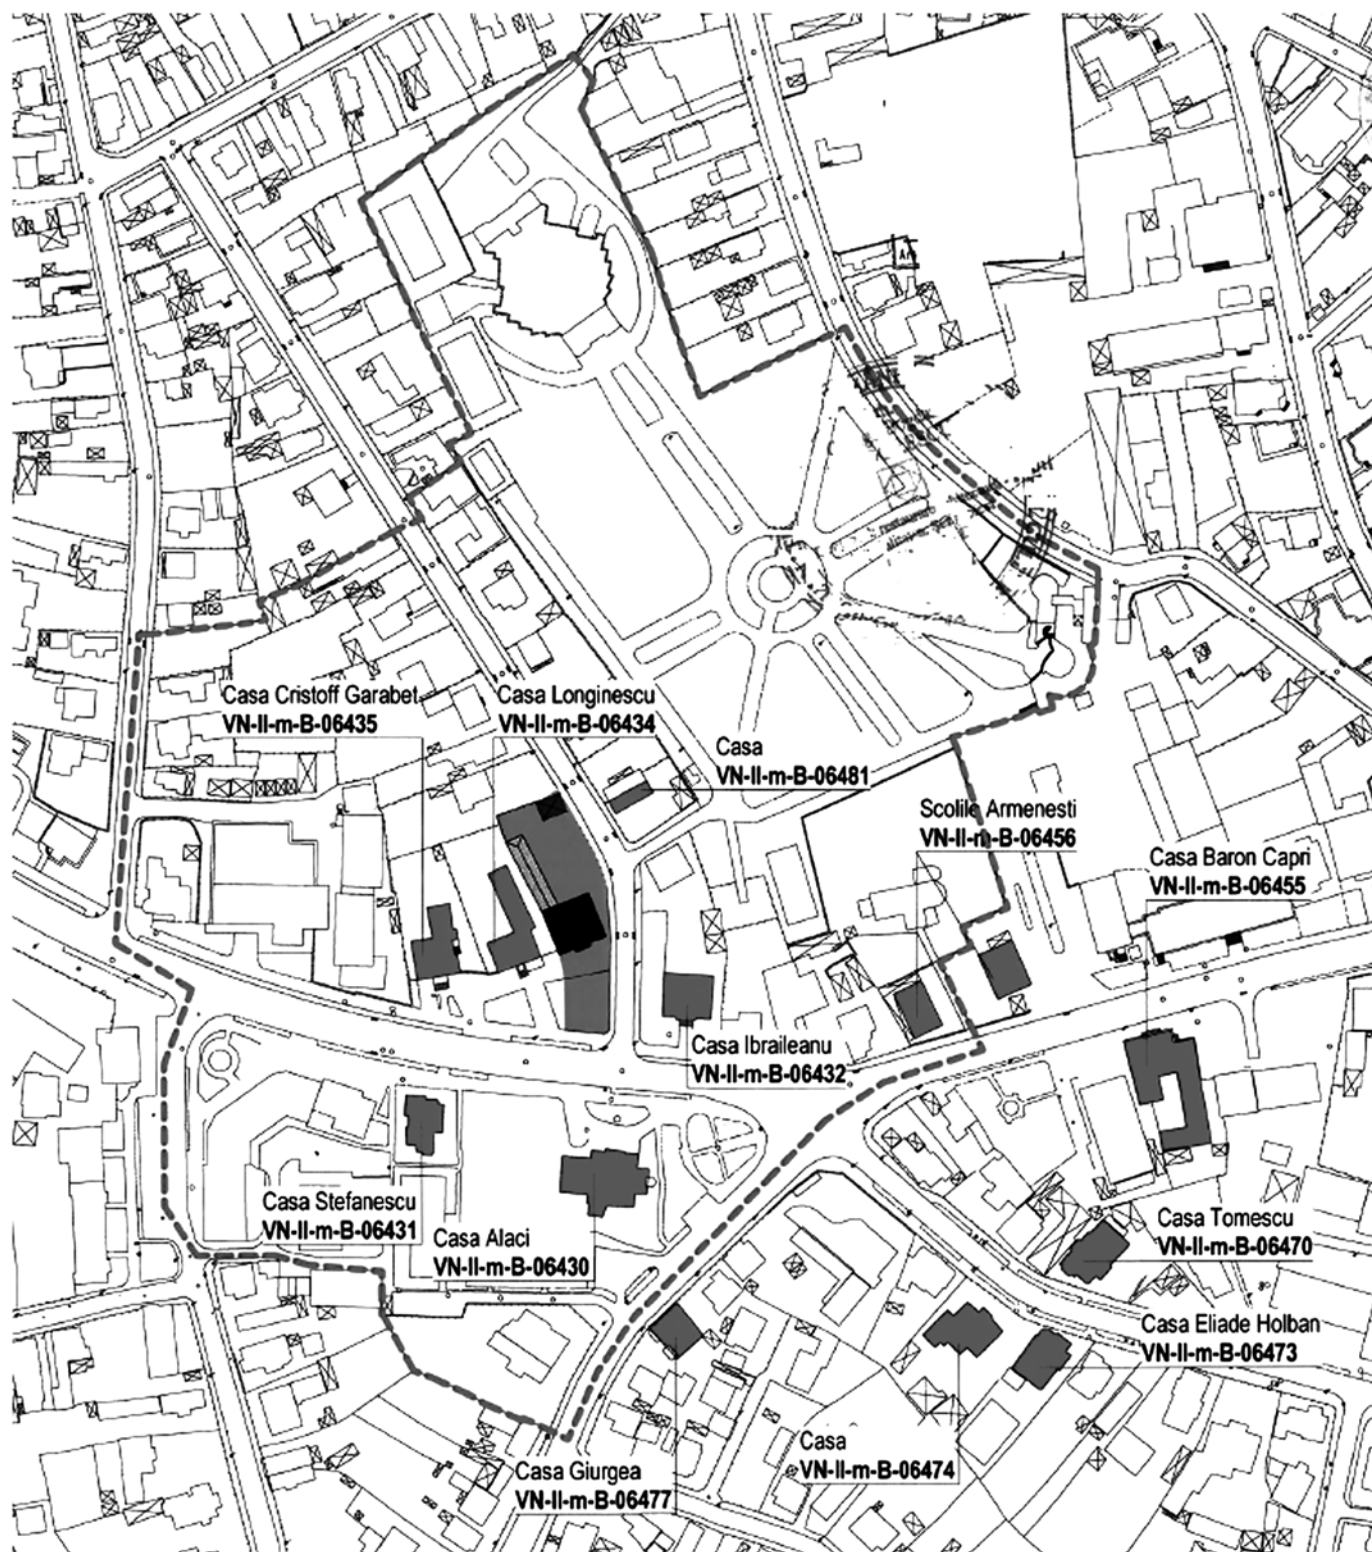 Casa Cristoff Garabet
VN-II-m-B-06435
Casa Longinescu
VN-II-m-B-06434
Casa
VN-II-m-B-06481
Scolile Armenesti
VN-II-m-B-06456
Casa Baron Capri
VN-II-m-B-06455
Casa Ibraileanu
VN-II-m-B-06432
Casa Stefanescu
VN-II-m-B-06431
Casa Alaci
VN-II-m-B-06430
Casa Tomescu
VN-II-m-B-06470
Casa Eliade Holban
VN-II-m-B-06473
Casa
VN-II-m-B-06474
Casa Giurgea
VN-II-m-B-06477